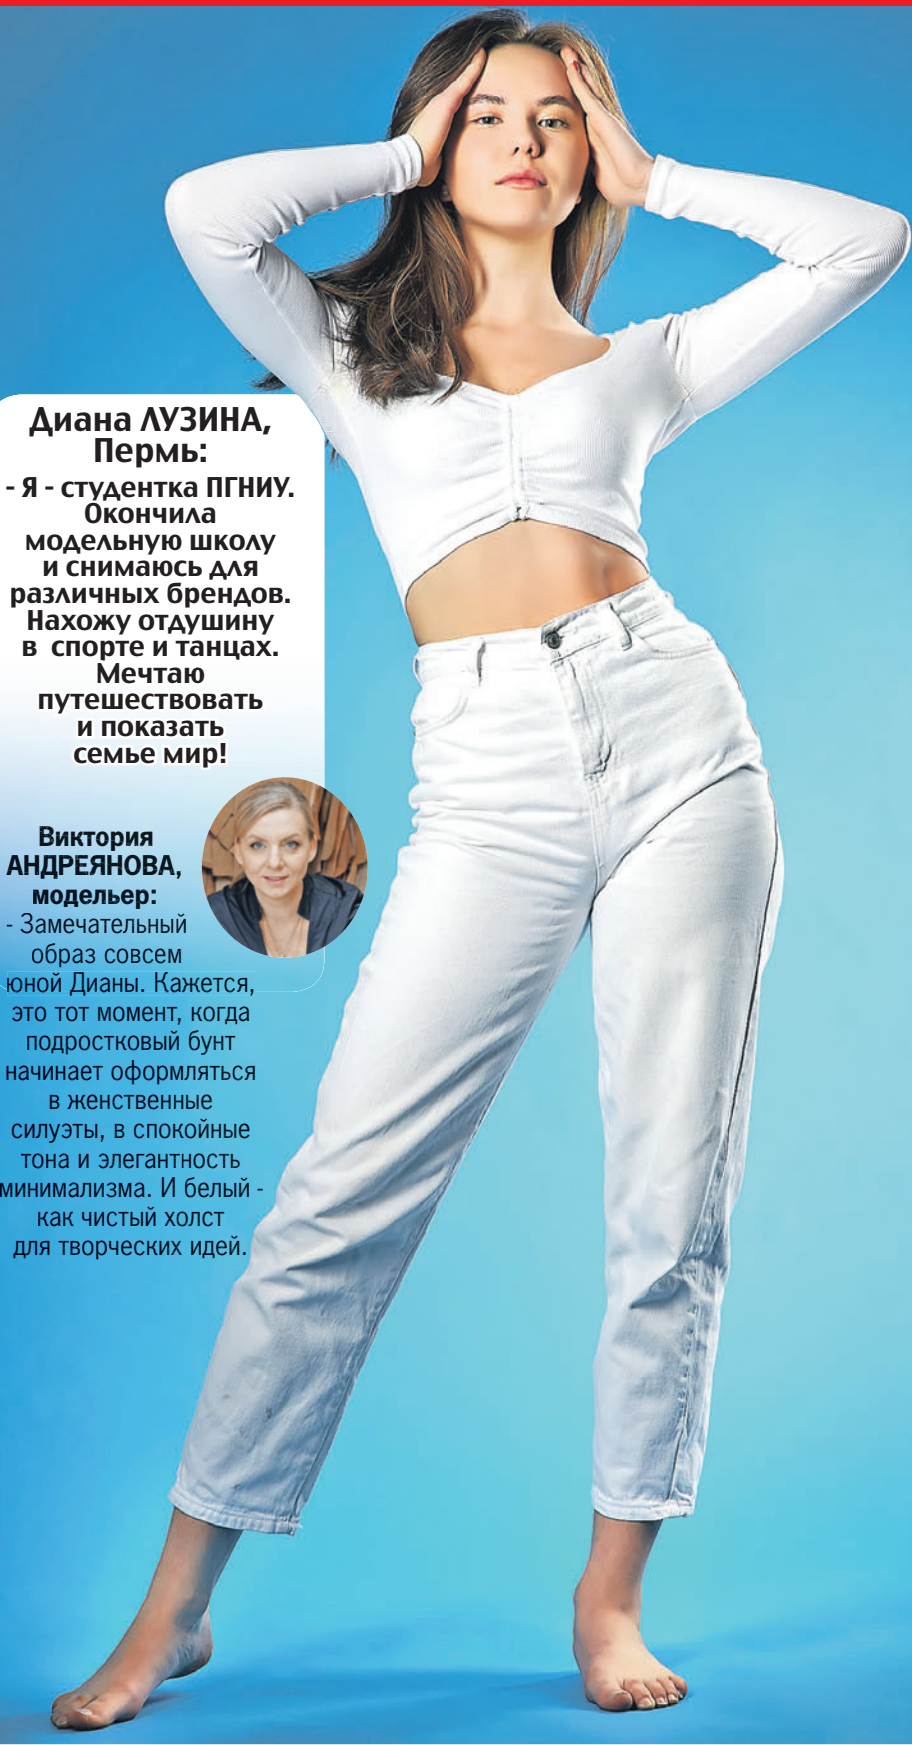 Диана ЛУЗИНА,
Пермь:
- Я - студентка ПГНИУ.
Окончила
модельную школу
и снимаюсь для
различных брендов.
Нахожу отдушину
в спорте и танцах.
Мечтаю
путешествовать
и показать
семье мир!
Виктория
АНДРЕЯНОВА,
модельер:
- Замечательный
образ совсем
юной Дианы. Кажется,
это тот момент, когда
подростковый бунт
начинает оформляться
в женственные
силуэты, в спокойные
тона и элегантность
минимализма. И белый -
как чистый холст
для творческих идей.